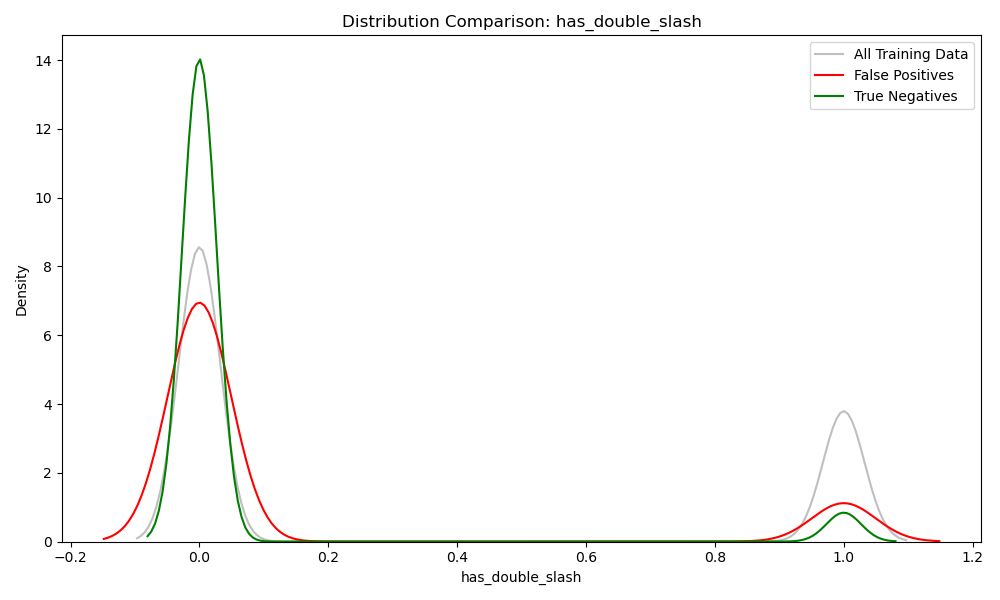 Distribution Comparison: has_double_slash
All Training Data
False Positives
True Negatives
Density
14
12
10
8
6
4
2
0
−0.2 0.0 0.2 0.4 0.6 0.8 1.0 1.2
has_double_slash